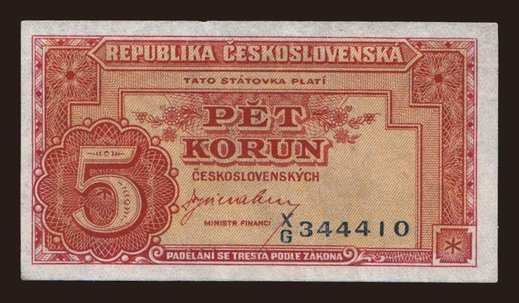 REPUBLIKA ČESKOSLOVENSKÁ
TATO STÁTOVKA PLATÍ
PĚT
KORUN
ČESKOSLOVENSKÝCH
5
MINISTR FINANCÍ
X/G 344410
PADĚLÁNÍ SE TRESTÁ PODLE ZÁKONA